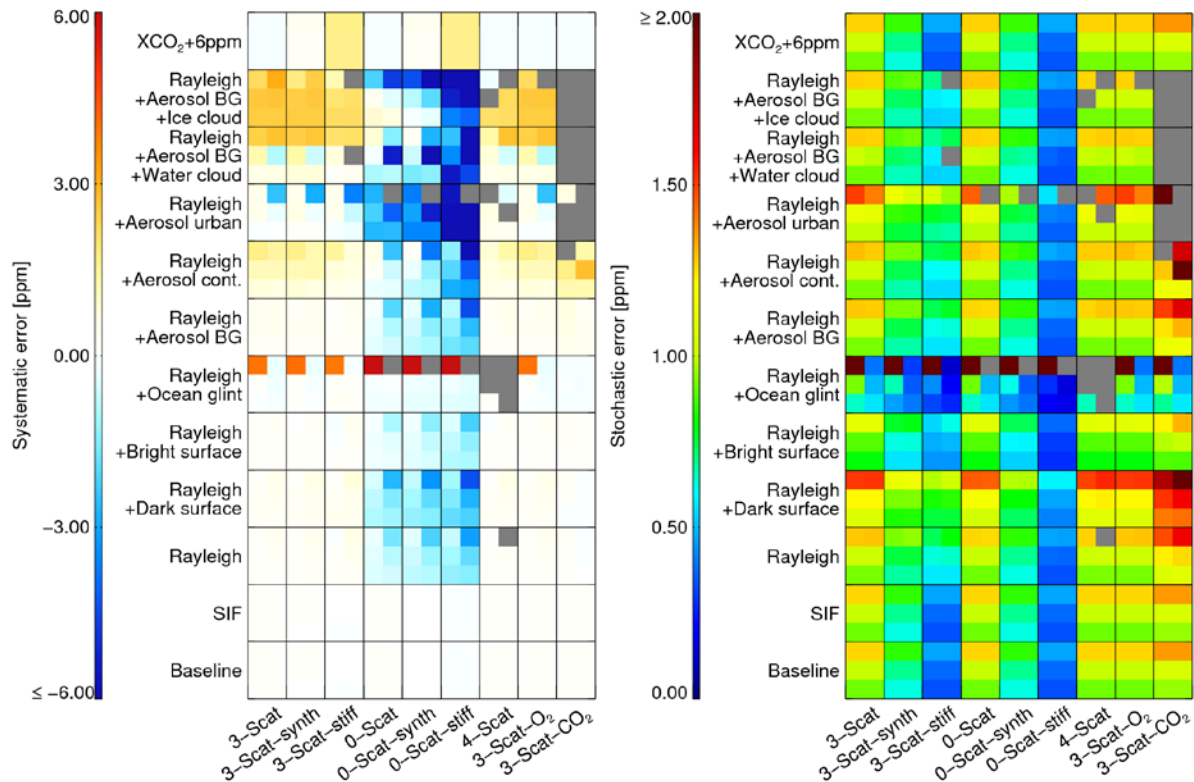 6.00
3.00
0.00
−3.00
≤ −6.00
Systematic error [ppm]
XCO₂+6ppm
Rayleigh
+Aerosol BG
+Ice cloud
Rayleigh
+Aerosol BG
+Water cloud
Rayleigh
+Aerosol urban
Rayleigh
+Aerosol cont.
Rayleigh
+Aerosol BG
Rayleigh
+Ocean glint
Rayleigh
+Bright surface
Rayleigh
+Dark surface
Rayleigh
SIF
Baseline
3−Scat
3−Scat−synth
3−Scat−stiff
0−Scat
0−Scat−synth
0−Scat−stiff
4−Scat
3−Scat−O₂
3−Scat−CO₂
≥ 2.00
1.50
1.00
0.50
0.00
Stochastic error [ppm]
XCO₂+6ppm
Rayleigh
+Aerosol BG
+Ice cloud
Rayleigh
+Aerosol BG
+Water cloud
Rayleigh
+Aerosol urban
Rayleigh
+Aerosol cont.
Rayleigh
+Aerosol BG
Rayleigh
+Ocean glint
Rayleigh
+Bright surface
Rayleigh
+Dark surface
Rayleigh
SIF
Baseline
3−Scat
3−Scat−synth
3−Scat−stiff
0−Scat
0−Scat−synth
0−Scat−stiff
4−Scat
3−Scat−O₂
3−Scat−CO₂